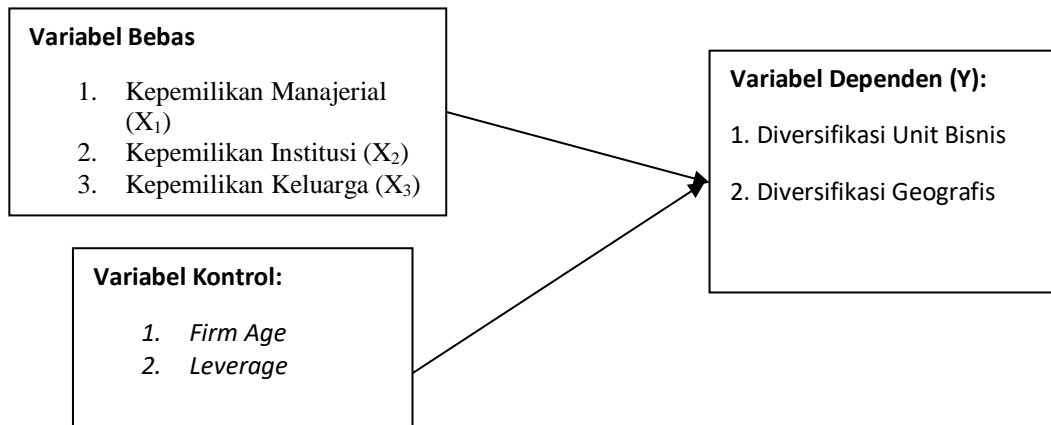 Variabel Bebas
1. Kepemilikan Manajerial
(X₁)
2. Kepemilikan Institusi (X₂)
3. Kepemilikan Keluarga (X₃)
Variabel Dependen (Y):
1. Diversifikasi Unit Bisnis
2. Diversifikasi Geografis
Variabel Kontrol:
1. Firm Age
2. Leverage